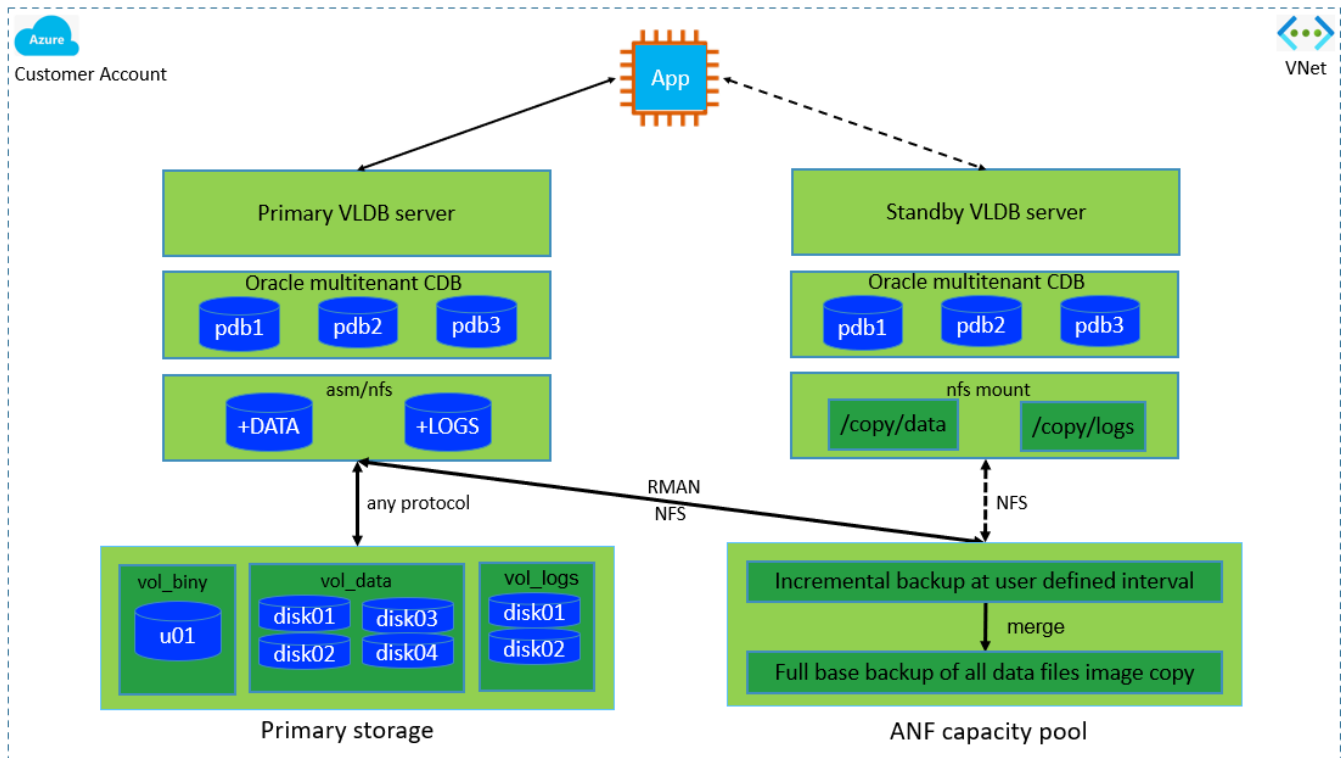 Azure
Customer Account
VNet
App
Primary VLDB server
Standby VLDB server
Oracle multitenant CDB
pdb1
pdb2
pdb3
Oracle multitenant CDB
pdb1
pdb2
pdb3
asm/nfs
+DATA
+LOGS
nfs mount
/copy/data
/copy/logs
any protocol
RMAN
NFS
NFS
vol_biny
u01
vol_data
disk01
disk03
disk02
disk04
vol_logs
disk01
disk02
Incremental backup at user defined interval
merge
Full base backup of all data files image copy
Primary storage
ANF capacity pool